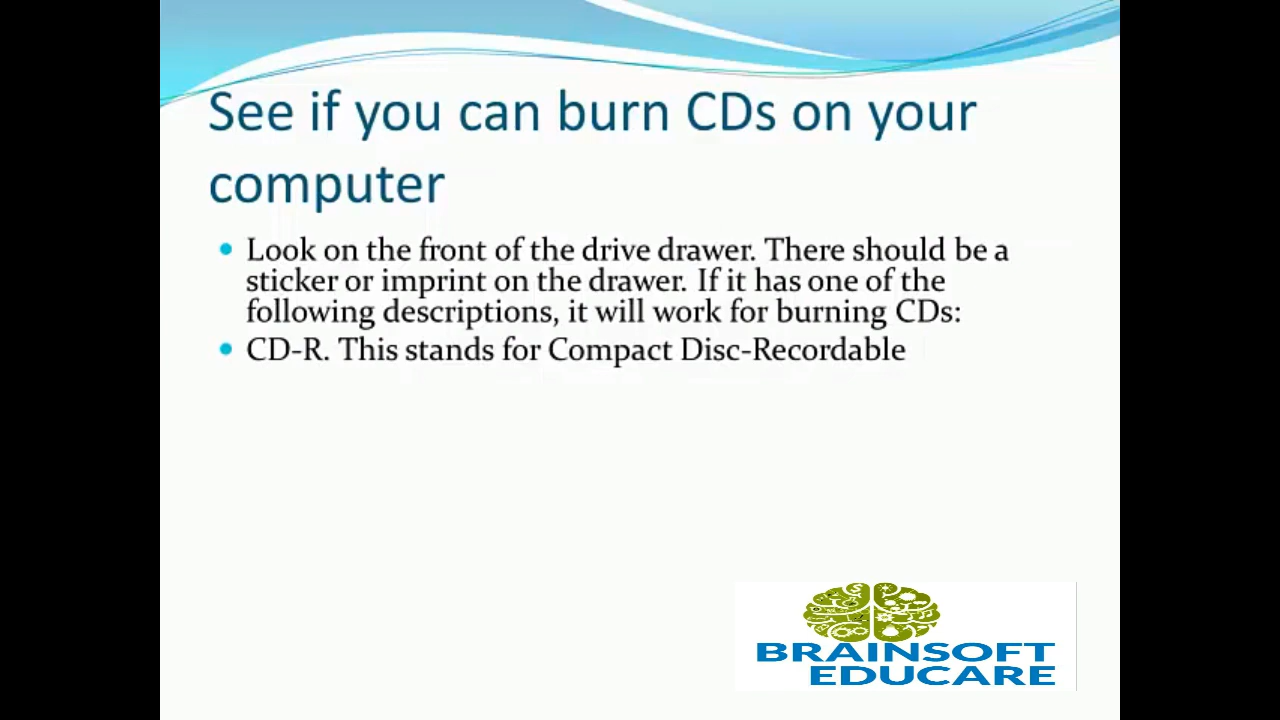 See if you can burn CDs on your
computer
• Look on the front of the drive drawer. There should be a
sticker or imprint on the drawer. If it has one of the
following descriptions, it will work for burning CDs:
• CD-R. This stands for Compact Disc-Recordable
BRAINSOFT
EDUCARE